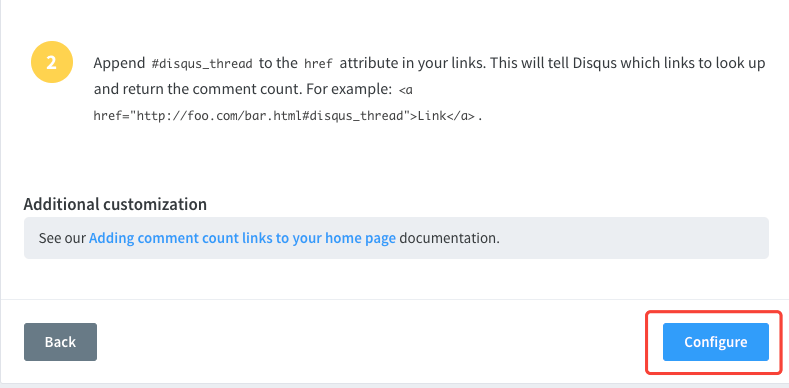 2
Append #disqus_thread to the href attribute in your links. This will tell Disqus which links to look up
and return the comment count. For example: <a
href="http://foo.com/bar.html#disqus_thread">Link</a>.
Additional customization
See our Adding comment count links to your home page documentation.
Back
Configure